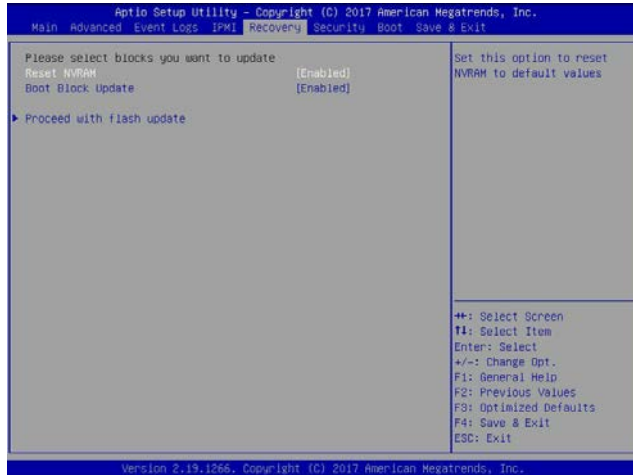 Aptio Setup Utility - Copyright (C) 2017 American Megatrends, Inc.
Main Advanced Event Logs IPMI Recovery Security Boot Save & Exit
Please select blocks you want to update
Reset NVRAM [Enabled]
Boot Block Update [Enabled]
Proceed with flash update
Set this option to reset
NVRAM to default values
: Select Screen
↑↓: Select Item
Enter: Select
+/-: Change Opt.
F1: General Help
F2: Previous Values
F3: Optimized Defaults
F4: Save & Exit
ESC: Exit
Version 2.19.1266. Copyright (C) 2017 American Megatrends, Inc.